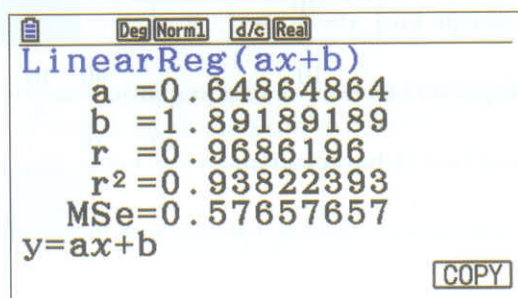 Deg Norm1 d/c Real
LinearReg(ax+b)
a =0.64864864
b =1.89189189
r =0.9686196
r²=0.93822393
MSe=0.57657657
y=ax+b
COPY